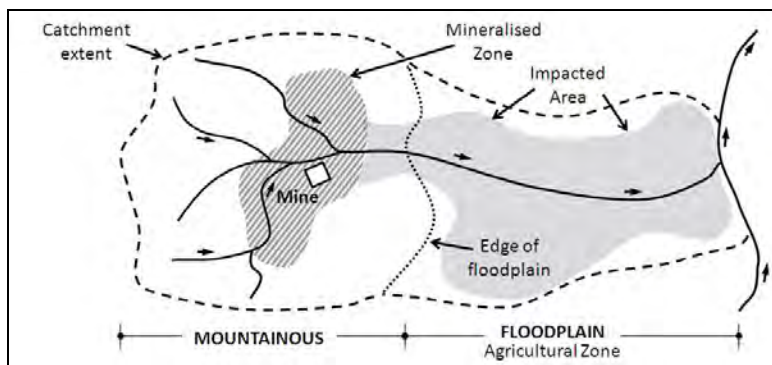 Catchment
extent
Mineralised
Zone
Impacted
Area
Mine
Edge of
floodplain
MOUNTAINOUS
FLOODPLAIN
Agricultural Zone